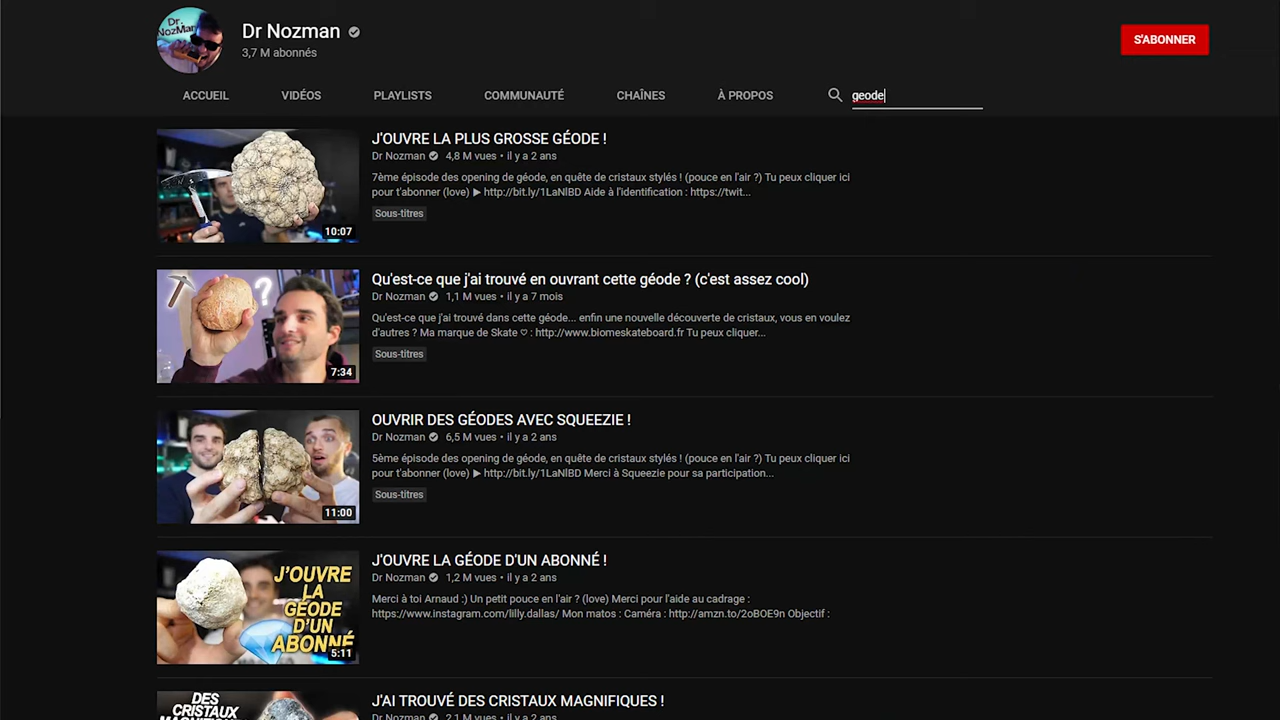 Dr.
NozMan
Dr Nozman
3,7 M abonnés
S'ABONNER
ACCUEIL
VIDÉOS
PLAYLISTS
COMMUNAUTÉ
CHAÎNES
À PROPOS
geode
10:07
J'OUVRE LA PLUS GROSSE GÉODE !
Dr Nozman 4,8 M vues • il y a 2 ans
7ème épisode des opening de géode, en quête de cristaux stylés ! (pouce en l'air ?) Tu peux cliquer ici
pour t'abonner (love) ► http://bit.ly/1LaNlBD Aide à l'identification : https://twit...
Sous-titres
?
7:34
Qu'est-ce que j'ai trouvé en ouvrant cette géode ? (c'est assez cool)
Dr Nozman 1,1 M vues • il y a 7 mois
Qu'est-ce que j'ai trouvé dans cette géode... enfin une nouvelle découverte de cristaux, vous en voulez
d'autres ? Ma marque de Skate ♡ : http://www.biomeskateboard.fr Tu peux cliquer...
Sous-titres
11:00
OUVRIR DES GÉODES AVEC SQUEEZIE !
Dr Nozman 6,5 M vues • il y a 2 ans
5ème épisode des opening de géode, en quête de cristaux stylés ! (pouce en l'air ?) Tu peux cliquer ici
pour t'abonner (love) ► http://bit.ly/1LaNlBD Merci à Squeezie pour sa participation...
Sous-titres
J'OUVRE
LA
GÉODE
D'UN
ABONNÉ
5:11
J'OUVRE LA GÉODE D'UN ABONNÉ !
Dr Nozman 1,2 M vues • il y a 2 ans
Merci à toi Arnaud ;) Un petit pouce en l'air ? (love) Merci pour l'aide au cadrage :
https://www.instagram.com/lilly.dallas/ Mon matos : Caméra : http://amzn.to/2oBOE9n Objectif :
DES
CRISTAUX
J'AI TROUVÉ DES CRISTAUX MAGNIFIQUES !
Dr Nozman 2,1 M vues • il y a 2 ans